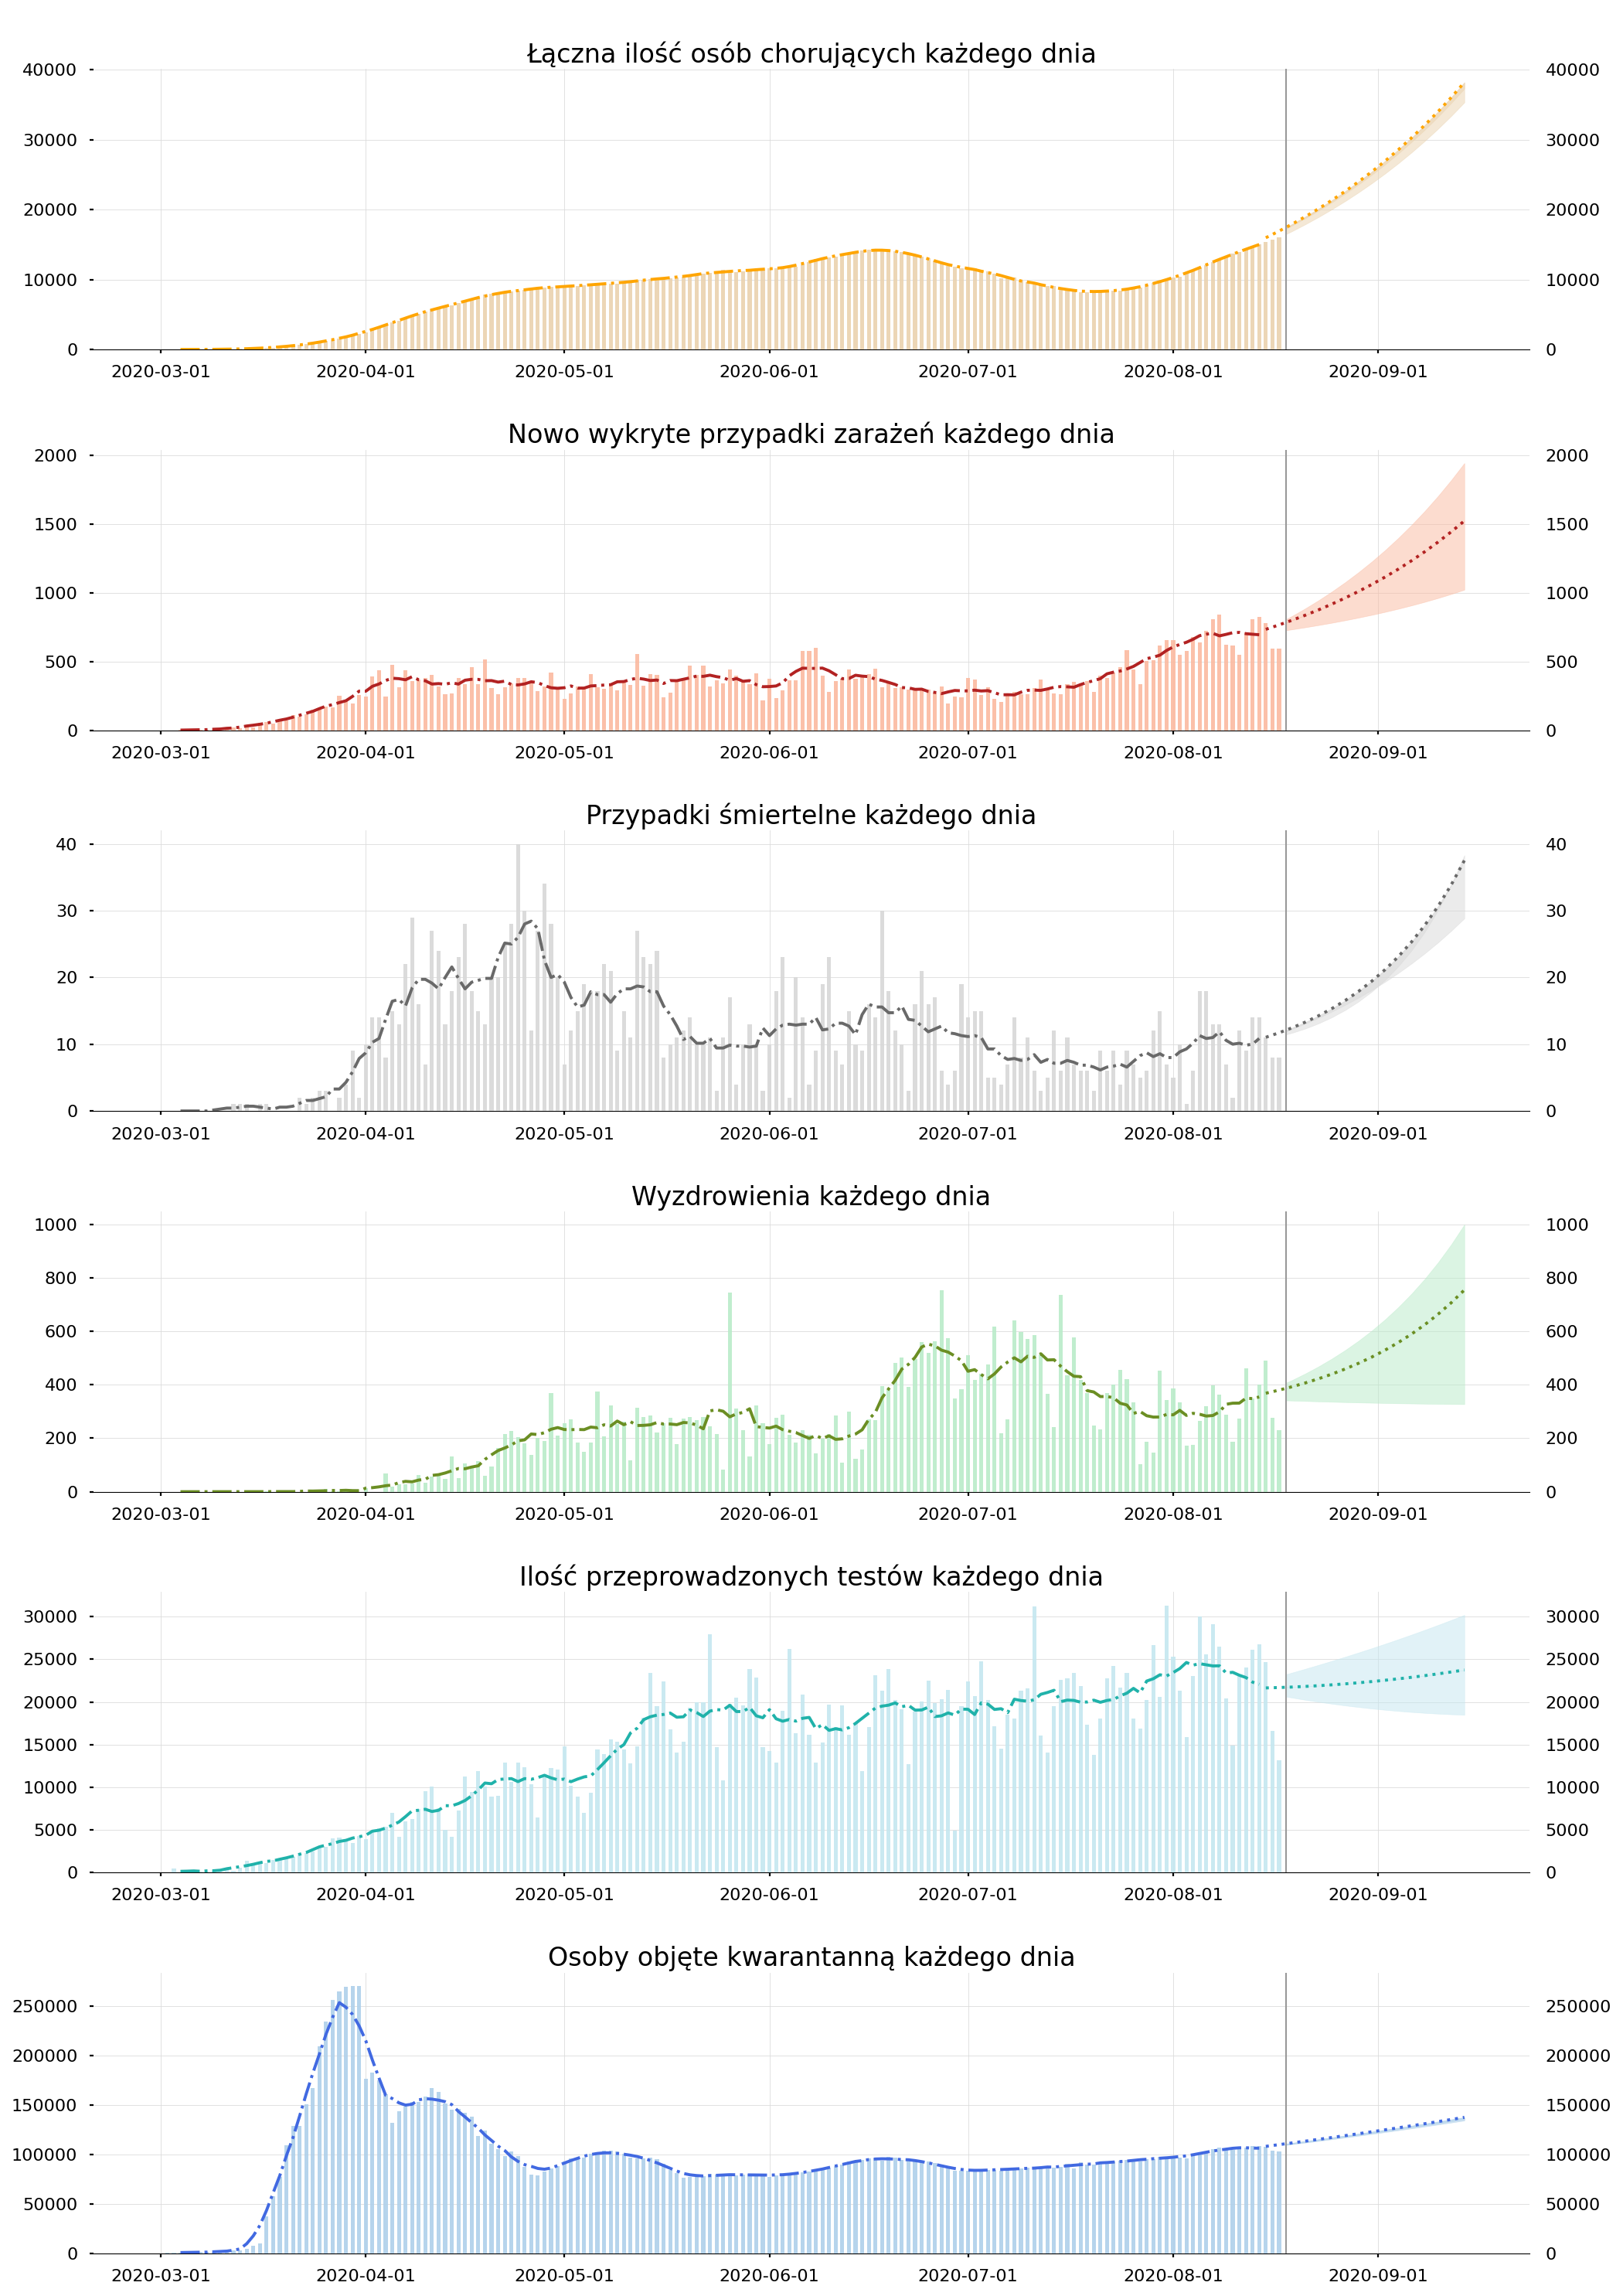 Łączna ilość osób chorujących każdego dnia
40000 40000
30000 30000
20000 20000
10000 10000
0 0
2020-03-01 2020-04-01 2020-05-01 2020-06-01 2020-07-01 2020-08-01 2020-09-01
Nowo wykryte przypadki zarażeń każdego dnia
2000 2000
1500 1500
1000 1000
500 500
0 0
2020-03-01 2020-04-01 2020-05-01 2020-06-01 2020-07-01 2020-08-01 2020-09-01
Przypadki śmiertelne każdego dnia
40 40
30 30
20 20
10 10
0 0
2020-03-01 2020-04-01 2020-05-01 2020-06-01 2020-07-01 2020-08-01 2020-09-01
Wyzdrowienia każdego dnia
1000 1000
800 800
600 600
400 400
200 200
0 0
2020-03-01 2020-04-01 2020-05-01 2020-06-01 2020-07-01 2020-08-01 2020-09-01
Ilość przeprowadzonych testów każdego dnia
30000 30000
25000 25000
20000 20000
15000 15000
10000 10000
5000 5000
0 0
2020-03-01 2020-04-01 2020-05-01 2020-06-01 2020-07-01 2020-08-01 2020-09-01
Osoby objęte kwarantanną każdego dnia
250000 250000
200000 200000
150000 150000
100000 100000
50000 50000
0 0
2020-03-01 2020-04-01 2020-05-01 2020-06-01 2020-07-01 2020-08-01 2020-09-01